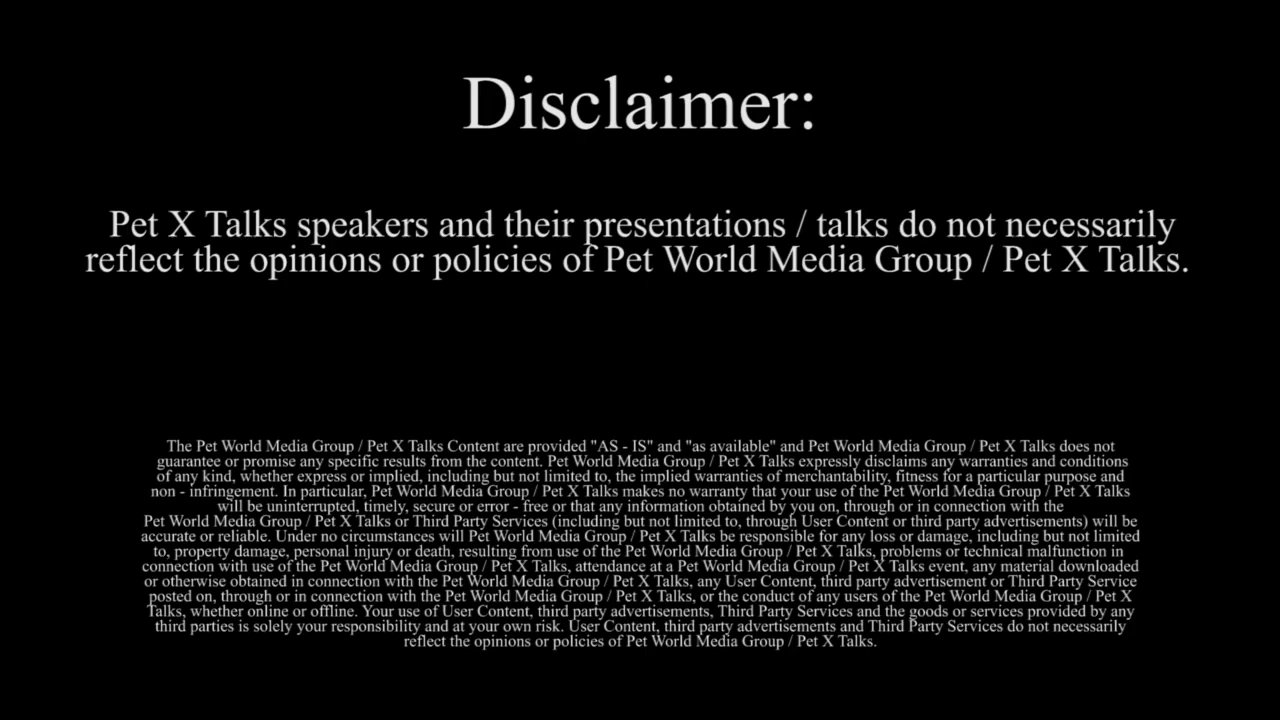 Disclaimer:
Pet X Talks speakers and their presentations / talks do not necessarily
reflect the opinions or policies of Pet World Media Group / Pet X Talks.
The Pet World Media Group / Pet X Talks Content are provided "AS - IS" and "as available" and Pet World Media Group / Pet X Talks does not
guarantee or promise any specific results from the content. Pet World Media Group / Pet X Talks expressly disclaims any warranties and conditions
of any kind, whether express or implied, including but not limited to, the implied warranties of merchantability, fitness for a particular purpose and
non - infringement. In particular, Pet World Media Group / Pet X Talks makes no warranty that your use of the Pet World Media Group / Pet X Talks
will be uninterrupted, timely, secure or error - free or that any information obtained by you on, through or in connection with the
Pet World Media Group / Pet X Talks or Third Party Services (including but not limited to, through User Content or third party advertisements) will be
accurate or reliable. Under no circumstances will Pet World Media Group / Pet X Talks be responsible for any loss or damage, including but not limited
to, property damage, personal injury or death, resulting from use of the Pet World Media Group / Pet X Talks, problems or technical malfunction in
connection with use of the Pet World Media Group / Pet X Talks, attendance at a Pet World Media Group / Pet X Talks event, any material downloaded
or otherwise obtained in connection with the Pet World Media Group / Pet X Talks, any User Content, third party advertisement or Third Party Service
posted on, through or in connection with the Pet World Media Group / Pet X Talks, or the conduct of any users of the Pet World Media Group / Pet X
Talks, whether online or offline. Your use of User Content, third party advertisements, Third Party Services and the goods or services provided by any
third parties is solely your responsibility and at your own risk. User Content, third party advertisements and Third Party Services do not necessarily
reflect the opinions or policies of Pet World Media Group / Pet X Talks.